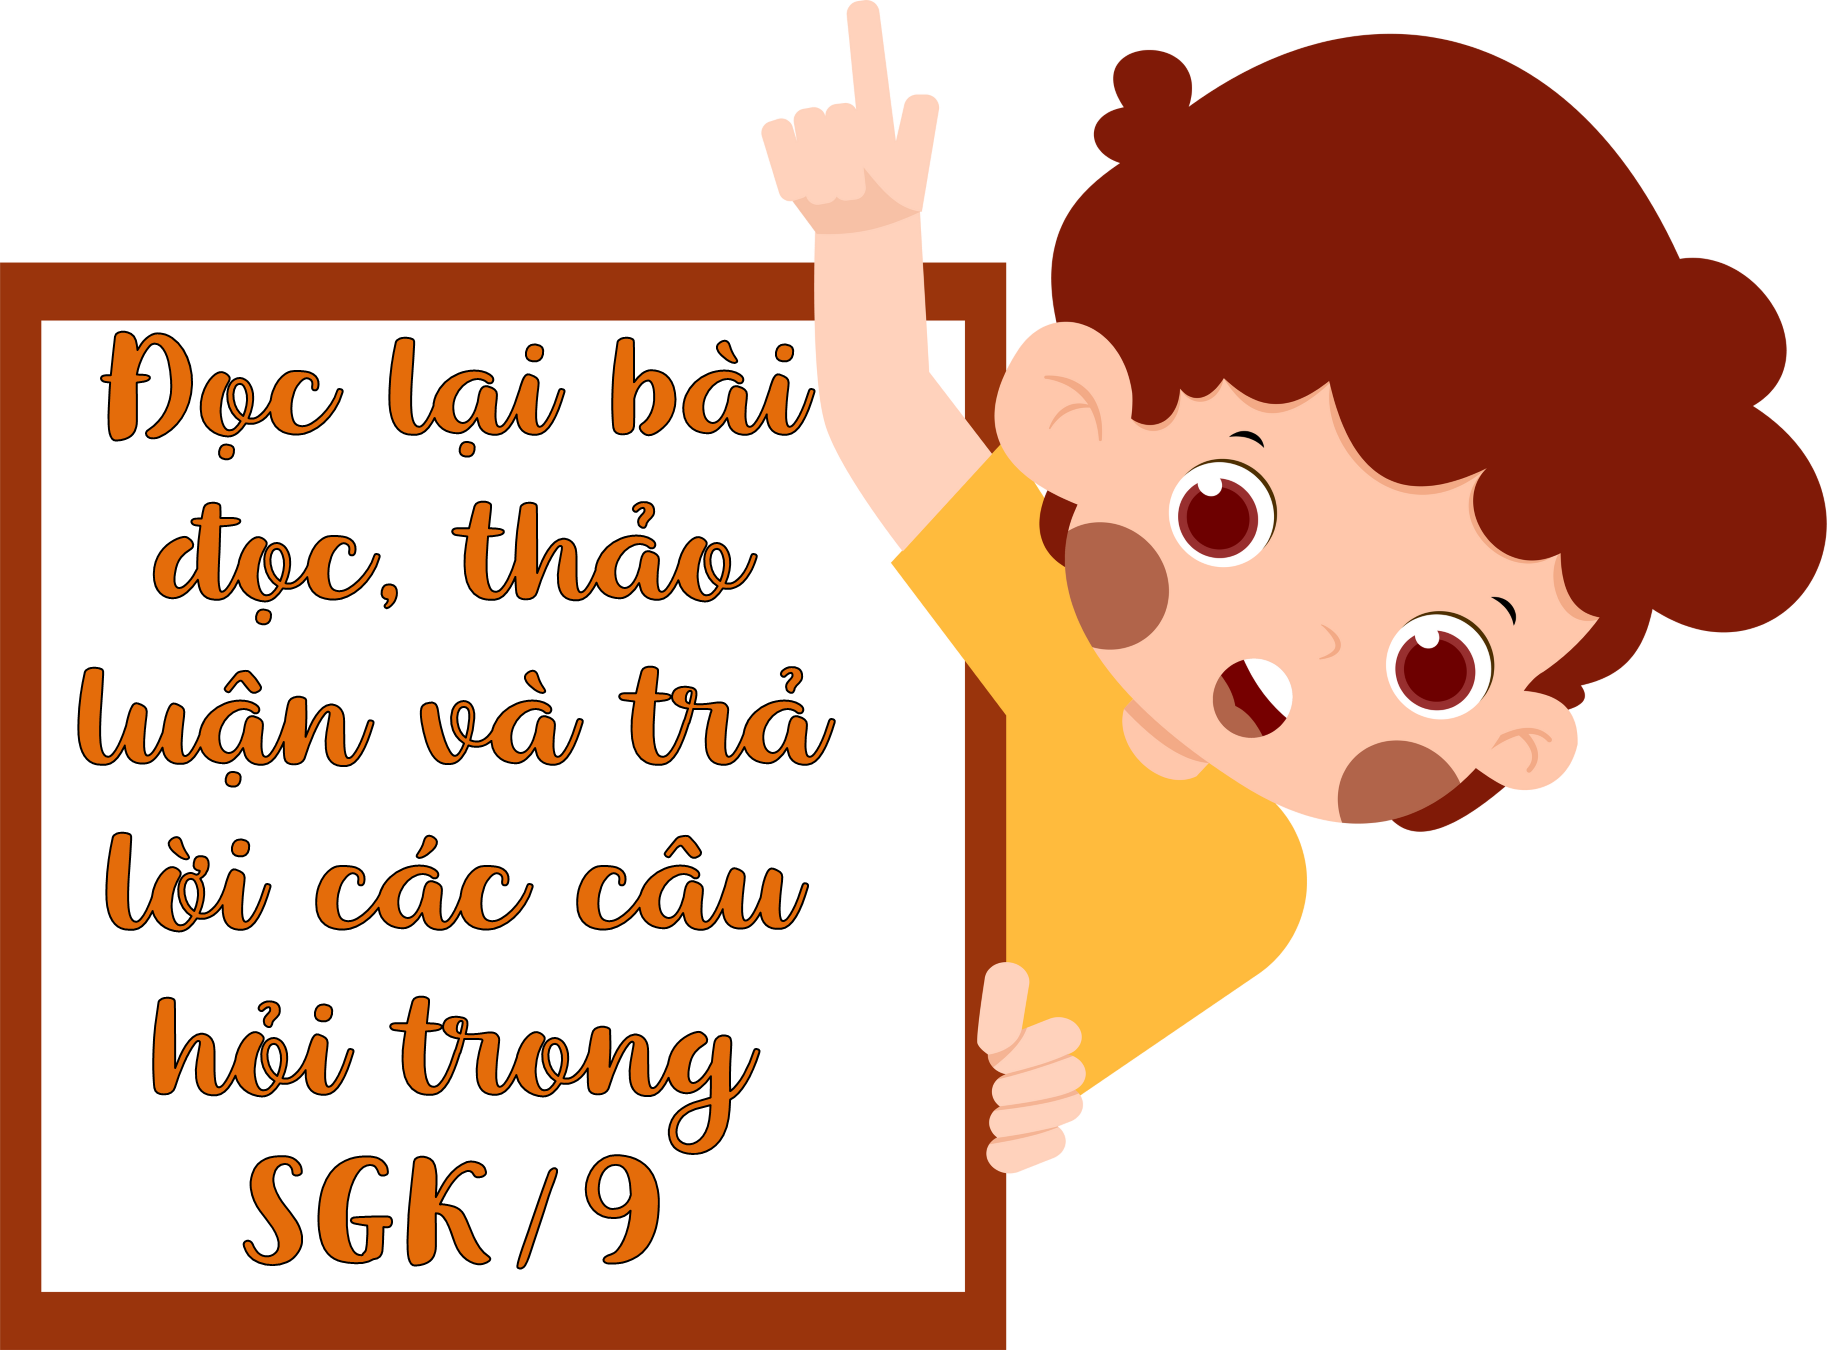 Đọc lại bài
đọc, thảo
luận và trả
lời các câu
hỏi trong
SGK/9